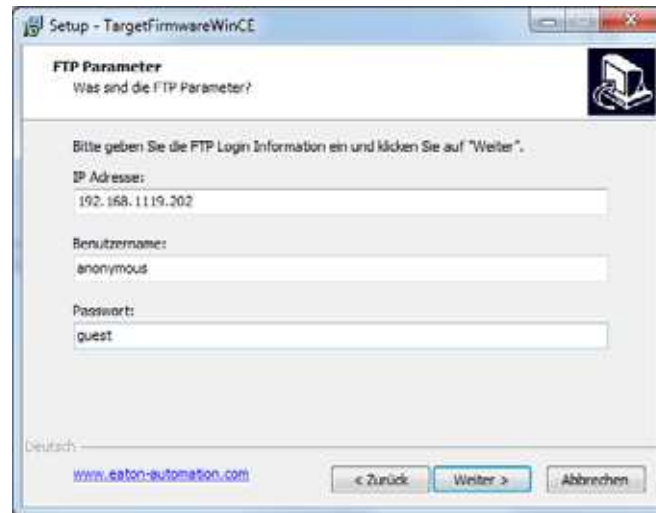 Setup - TargetFirmwareWinCE
FTP Parameter
Was sind die FTP Parameter?
Bitte geben Sie die FTP Login Information ein und klicken Sie auf "Weiter".
IP Adresse:
192.168.1119.202
Benutzername:
anonymous
Passwort:
guest
Deutsch
www.eaton-automation.com
< Zurück
Weiter >
Abbrechen